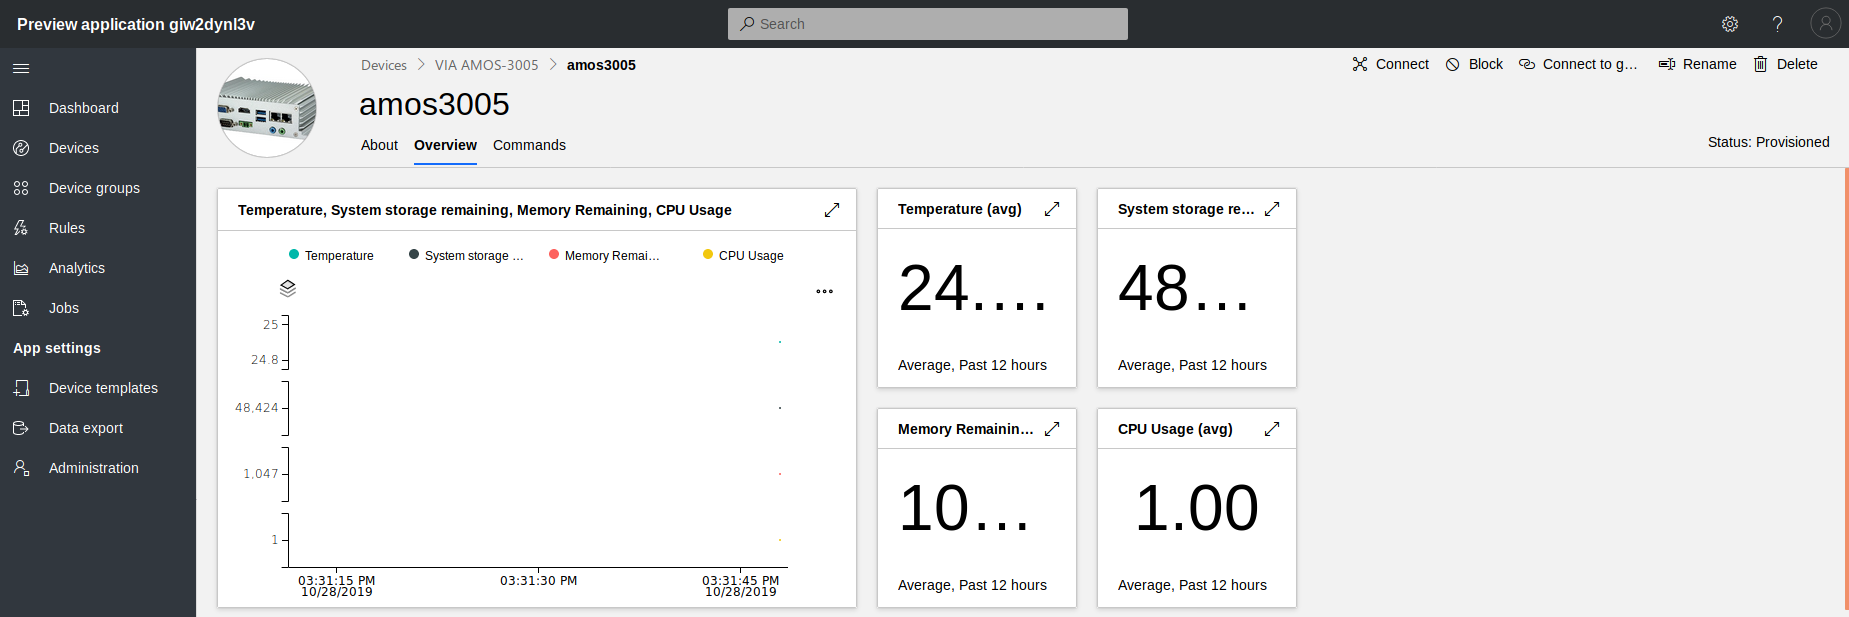 Preview application giw2dynl3v
Search
?
Dashboard
Devices
Device groups
Rules
Analytics
Jobs
App settings
Device templates
Data export
Administration
Devices > VIA AMOS-3005 > amos3005
Connect Block Connect to g... Rename Delete
amos3005
About Overview Commands
Status: Provisioned
Temperature, System storage remaining, Memory Remaining, CPU Usage
Temperature System storage ... Memory Remai... CPU Usage
25
24.8
48,424
1,047
1
03:31:15 PM 03:31:30 PM 03:31:45 PM
10/28/2019 10/28/2019
Temperature (avg)
24....
Average, Past 12 hours
System storage re...
48...
Average, Past 12 hours
Memory Remainin...
10...
Average, Past 12 hours
CPU Usage (avg)
1.00
Average, Past 12 hours